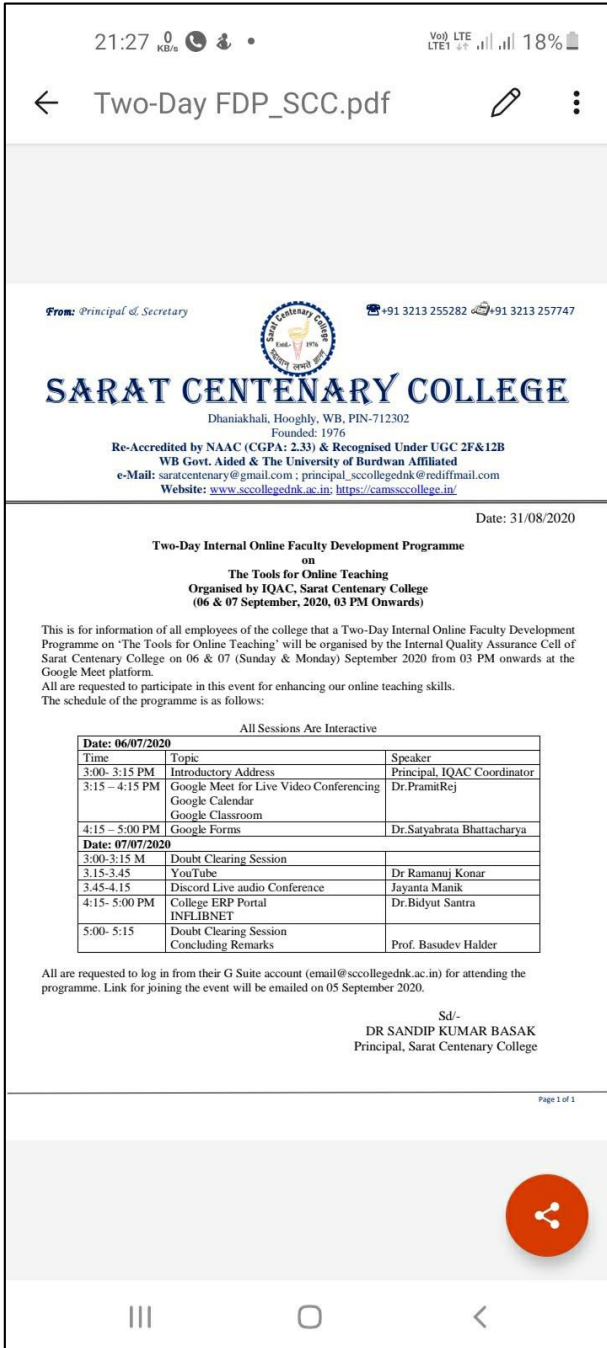 21:27 0 KB/s Vo)) LTE LTE1 18%
Two-Day FDP_SCC.pdf
From: Principal & Secretary
+91 3213 255282 +91 3213 257747
Sarat Centenary College
Estd.- 1976
श्रद्धावान् लभते ज्ञानं
SARAT CENTENARY COLLEGE
Dhaniakhali, Hooghly, WB, PIN-712302
Founded: 1976
Re-Accredited by NAAC (CGPA: 2.33) & Recognised Under UGC 2F&12B
WB Govt. Aided & The University of Burdwan Affiliated
e-Mail: saratcentenary@gmail.com ; principal_sccollegednk@rediffmail.com
Website: www.sccollegednk.ac.in; https://camssccollege.in/
Date: 31/08/2020
Two-Day Internal Online Faculty Development Programme
on
The Tools for Online Teaching
Organised by IQAC, Sarat Centenary College
(06 & 07 September, 2020, 03 PM Onwards)
This is for information of all employees of the college that a Two-Day Internal Online Faculty Development
Programme on ‘The Tools for Online Teaching’ will be organised by the Internal Quality Assurance Cell of
Sarat Centenary College on 06 & 07 (Sunday & Monday) September 2020 from 03 PM onwards at the
Google Meet platform.
All are requested to participate in this event for enhancing our online teaching skills.
The schedule of the programme is as follows:
All Sessions Are Interactive
Date: 06/07/2020
Time Topic Speaker
3:00- 3:15 PM Introductory Address Principal, IQAC Coordinator
3:15 – 4:15 PM Google Meet for Live Video Conferencing Dr.PramitRej
Google Calendar
Google Classroom
4:15 – 5:00 PM Google Forms Dr.Satyabrata Bhattacharya
Date: 07/07/2020
3:00-3:15 M Doubt Clearing Session
3.15-3.45 YouTube Dr Ramanuj Konar
3.45-4.15 Discord Live audio Conference Jayanta Manik
4:15- 5:00 PM College ERP Portal Dr.Bidyut Santra
INFLIBNET
5:00- 5:15 Doubt Clearing Session
Concluding Remarks Prof. Basudev Halder
All are requested to log in from their G Suite account (email@sccollegednk.ac.in) for attending the
programme. Link for joining the event will be emailed on 05 September 2020.
Sd/-
DR SANDIP KUMAR BASAK
Principal, Sarat Centenary College
Page 1 of 1